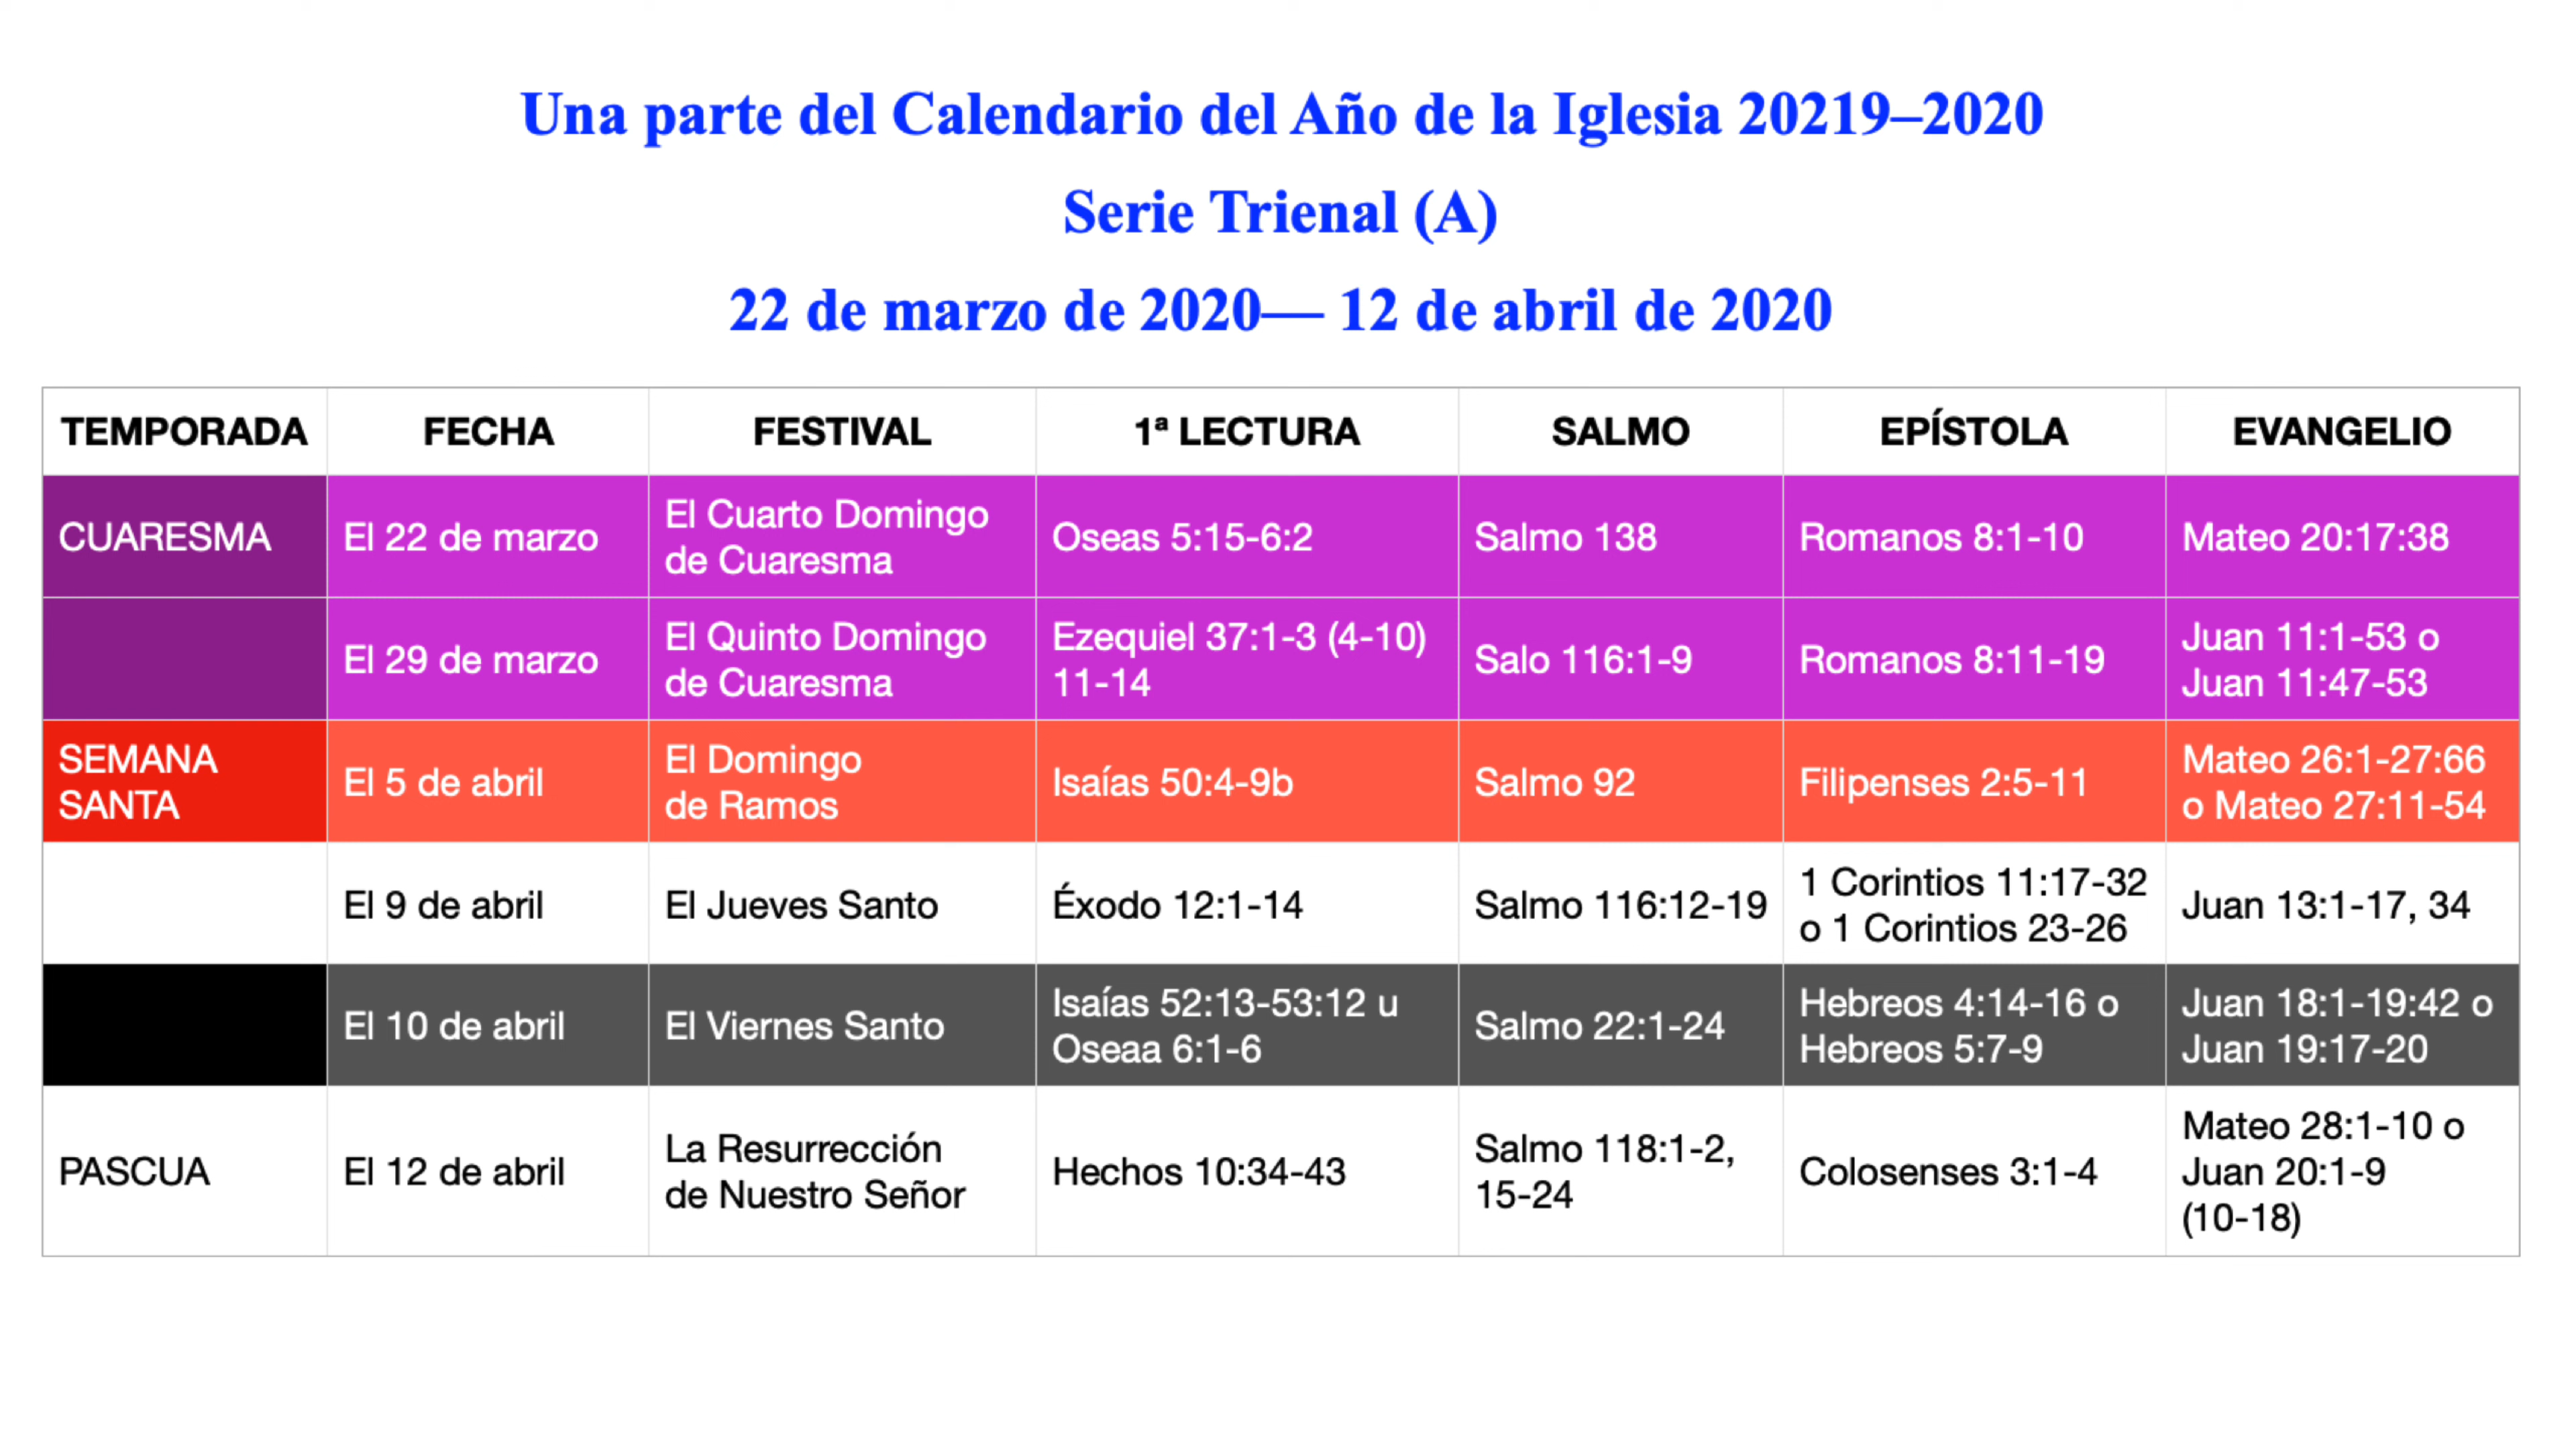 Una parte del Calendario del Año de la Iglesia 20219–2020
Serie Trienal (A)
22 de marzo de 2020— 12 de abril de 2020
TEMPORADA FECHA FESTIVAL 1ª LECTURA SALMO EPÍSTOLA EVANGELIO
CUARESMA
El 22 de marzo
El Cuarto Domingo
de Cuaresma
Oseas 5:15-6:2
Salmo 138
Romanos 8:1-10
Mateo 20:17:38
El 29 de marzo
El Quinto Domingo
de Cuaresma
Ezequiel 37:1-3 (4-10)
11-14
Salo 116:1-9
Romanos 8:11-19
Juan 11:1-53 o
Juan 11:47-53
SEMANA
SANTA
El 5 de abril
El Domingo
de Ramos
Isaías 50:4-9b
Salmo 92
Filipenses 2:5-11
Mateo 26:1-27:66
o Mateo 27:11-54
El 9 de abril
El Jueves Santo
Éxodo 12:1-14
Salmo 116:12-19
1 Corintios 11:17-32
o 1 Corintios 23-26
Juan 13:1-17, 34
El 10 de abril
El Viernes Santo
Isaías 52:13-53:12 u
Oseaa 6:1-6
Salmo 22:1-24
Hebreos 4:14-16 o
Hebreos 5:7-9
Juan 18:1-19:42 o
Juan 19:17-20
PASCUA
El 12 de abril
La Resurrección
de Nuestro Señor
Hechos 10:34-43
Salmo 118:1-2,
15-24
Colosenses 3:1-4
Mateo 28:1-10 o
Juan 20:1-9
(10-18)